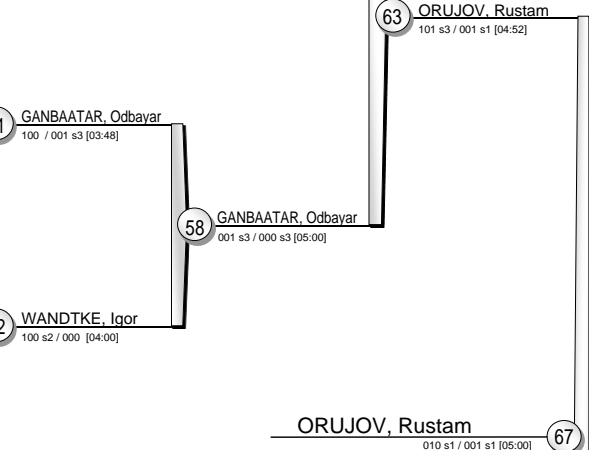 63 ORUJOV, Rustam
101 s3 / 001 s1 [04:52]
1 GANBAATAR, Odbayar
100 / 001 s3 [03:48]
58 GANBAATAR, Odbayar
001 s3 / 000 s3 [05:00]
2 WANDTKE, Igor
100 s2 / 000 [04:00]
ORUJOV, Rustam 67
010 s1 / 001 s1 [05:00]